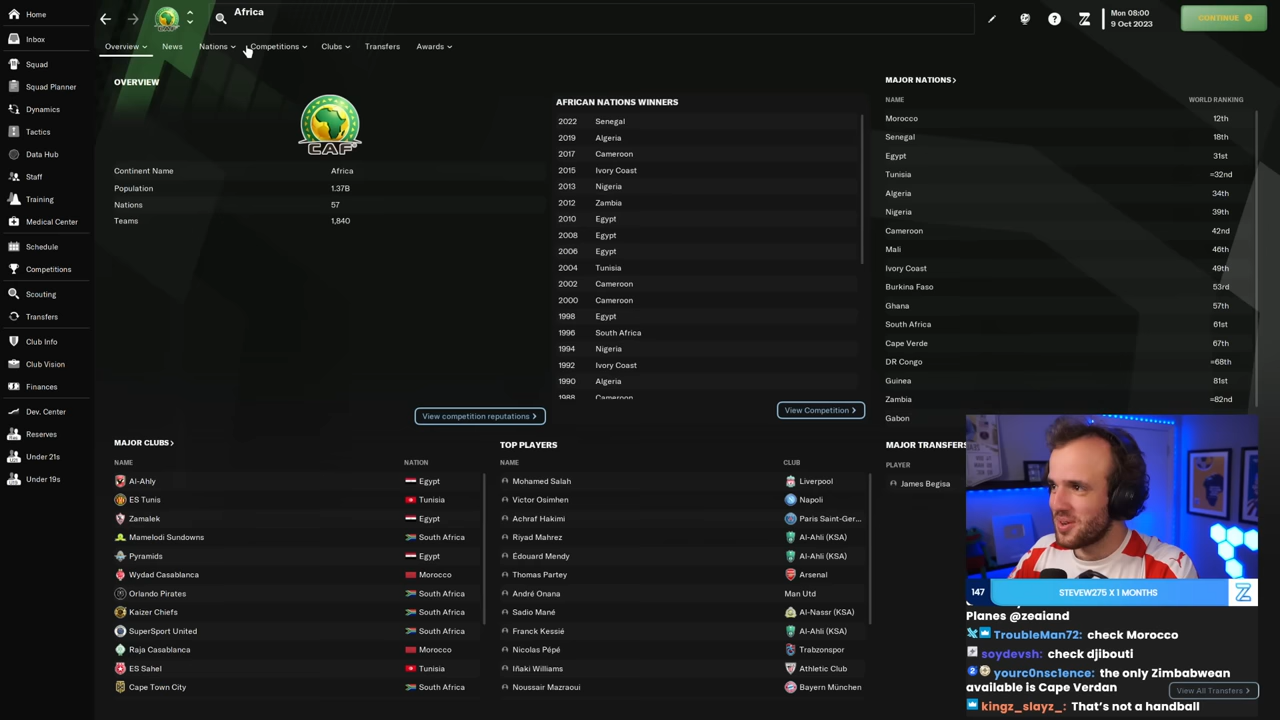 Home
Inbox
Squad
Squad Planner
Dynamics
Tactics
Data Hub
Staff
Training
Medical Center
Schedule
Competitions
Scouting
Transfers
Club Info
Club Vision
Finances
Dev. Center
Reserves
Under 21s
Under 19s
CAF
Africa
Mon 08:00
9 Oct 2023
CONTINUE
Overview
News
Nations
Competitions
Clubs
Transfers
Awards
OVERVIEW
CAF
Continent Name Africa
Population 1.37B
Nations 57
Teams 1,840
View competition reputations >
AFRICAN NATIONS WINNERS
2022 Senegal
2019 Algeria
2017 Cameroon
2015 Ivory Coast
2013 Nigeria
2012 Zambia
2010 Egypt
2008 Egypt
2006 Egypt
2004 Tunisia
2002 Cameroon
2000 Cameroon
1998 Egypt
1996 South Africa
1994 Nigeria
1992 Ivory Coast
1990 Algeria
1988 Cameroon
View Competition >
MAJOR NATIONS >
NAME WORLD RANKING
Morocco 12th
Senegal 18th
Egypt 31st
Tunisia =32nd
Algeria 34th
Nigeria 39th
Cameroon 42nd
Mali 46th
Ivory Coast 49th
Burkina Faso 53rd
Ghana 57th
South Africa 61st
Cape Verde 67th
DR Congo =68th
Guinea 81st
Zambia =82nd
Gabon
MAJOR CLUBS >
NAME NATION
Al-Ahly Egypt
ES Tunis Tunisia
Zamalek Egypt
Mamelodi Sundowns South Africa
Pyramids Egypt
Wydad Casablanca Morocco
Orlando Pirates South Africa
Kaizer Chiefs South Africa
SuperSport United South Africa
Raja Casablanca Morocco
ES Sahel Tunisia
Cape Town City South Africa
TOP PLAYERS
NAME CLUB
Mohamed Salah Liverpool
Victor Osimhen Napoli
Achraf Hakimi Paris Saint-Ger...
Riyad Mahrez Al-Ahli (KSA)
Édouard Mendy Al-Ahli (KSA)
Thomas Partey Arsenal
André Onana Man Utd
Sadio Mané Al-Nassr (KSA)
Franck Kessié Al-Ahli (KSA)
Nicolas Pépé Trabzonspor
Iñaki Williams Athletic Club
Noussair Mazraoui Bayern München
MAJOR TRANSFERS
PLAYER
James Begisa
147 STEVEW275 X 1 MONTHS
Planes @zeaiand
TroubleMan72: check Morocco
soydevsh: check djibouti
yourc0nsc1ence: the only Zimbabwean
available is Cape Verdan
View All Transfers >
kingz_slayz_: That's not a handball